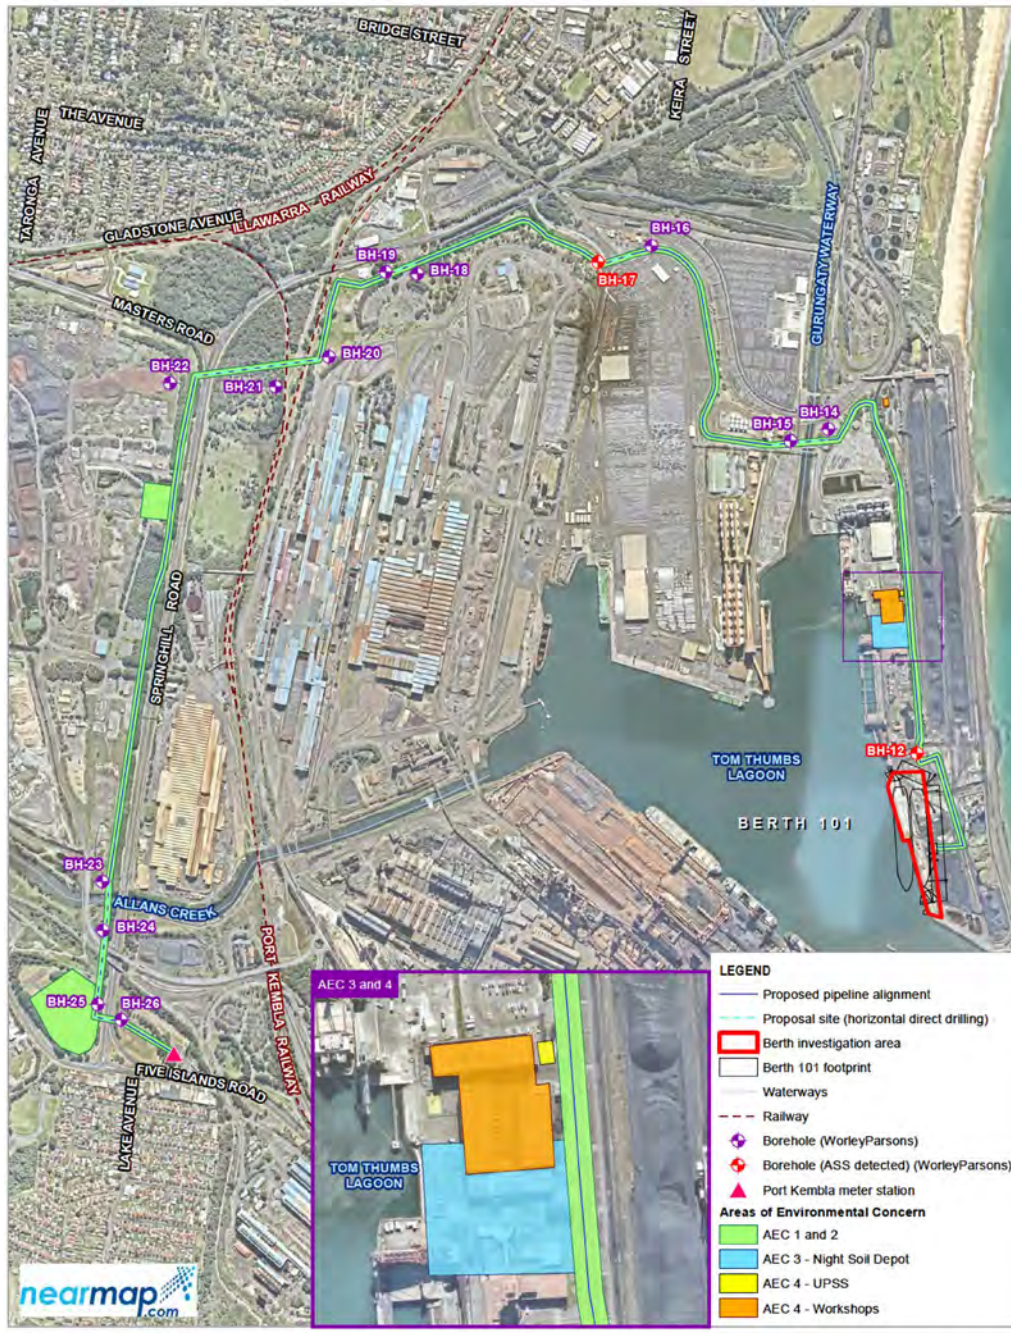 BRIDGE STREET
KEIRA STREET
THE AVENUE
TARONGA AVENUE
GLADSTONE AVENUE
ILLAWARRA RAILWAY
GURUNGATY WATERWAY
MASTERS ROAD
BH-16
BH-19
BH-18
BH-17
BH-20
BH-22
BH-21
BH-15
BH-14
SPRINGHILL ROAD
BH-12
TOM THUMBS
LAGOON
BERTH 101
BH-23
ALLANS CREEK
BH-24
BH-25
BH-26
PORT KEMBLA RAILWAY
FIVE ISLANDS ROAD
LAKE AVENUE
AEC 3 and 4
TOM THUMBS
LAGOON
LEGEND
Proposed pipeline alignment
Proposal site (horizontal direct drilling)
Berth investigation area
Berth 101 footprint
Waterways
Railway
Borehole (WorleyParsons)
Borehole (ASS detected) (WorleyParsons)
Port Kembla meter station
Areas of Environmental Concern
AEC 1 and 2
AEC 3 - Night Soil Depot
AEC 4 - UPSS
AEC 4 - Workshops
nearmap
.com